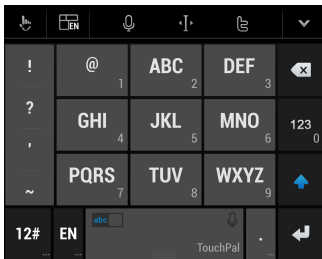 EN
! @ 1 ABC 2 DEF 3
? GHI 4 JKL 5 MNO 6 123 0
,
~ PQRS 7 TUV 8 WXYZ 9
12# ... EN ... abc TouchPal . ... ...